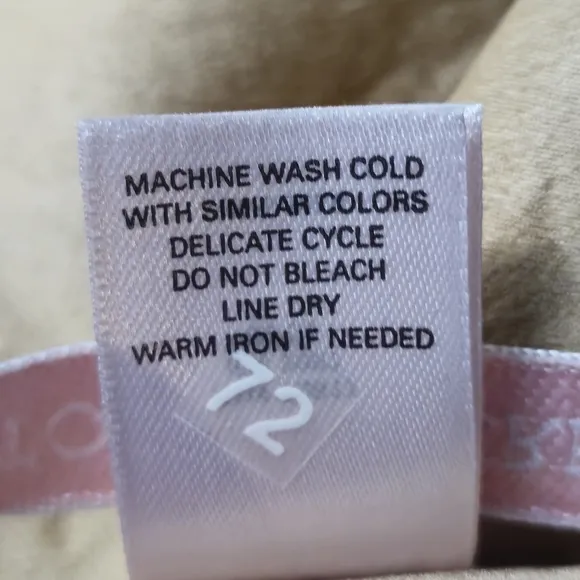 MACHINE WASH COLD
WITH SIMILAR COLORS
DELICATE CYCLE
DO NOT BLEACH
LINE DRY
WARM IRON IF NEEDED
72